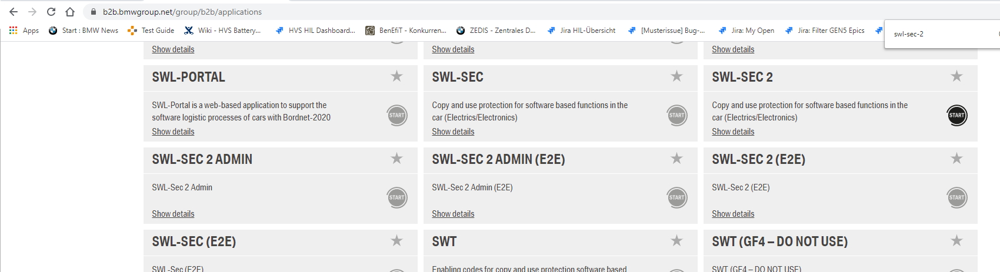 b2b.bmwgroup.net/group/b2b/applications
Apps Start : BMW News Test Guide Wiki - HVS Battery... HVS HIL Dashboard... BenEfiT - Konkurren... ZEDIS - Zentrales D... Jira HIL-Übersicht [Musterissue] Bug-... Jira: My Open Jira: Filter GEN5 Epics
swl-sec-2
Show details Show details Show details
SWL-PORTAL
SWL-Portal is a web-based application to support the
software logistic processes of cars with Bordnet-2020
START
Show details
SWL-SEC
Copy and use protection for software based functions in the
car (Electrics/Electronics)
START
Show details
SWL-SEC 2
Copy and use protection for software based functions in the
car (Electrics/Electronics)
START
Show details
SWL-SEC 2 ADMIN
SWL-Sec 2 Admin
START
Show details
SWL-SEC 2 ADMIN (E2E)
SWL-Sec 2 Admin (E2E)
START
Show details
SWL-SEC 2 (E2E)
SWL-Sec 2 (E2E)
START
Show details
SWL-SEC (E2E)
SWL-Sec (E2E)
SWT
Enabling codes for copy and use protection software based
SWT (GF4 – DO NOT USE)
SWT (GF4 – DO NOT USE)